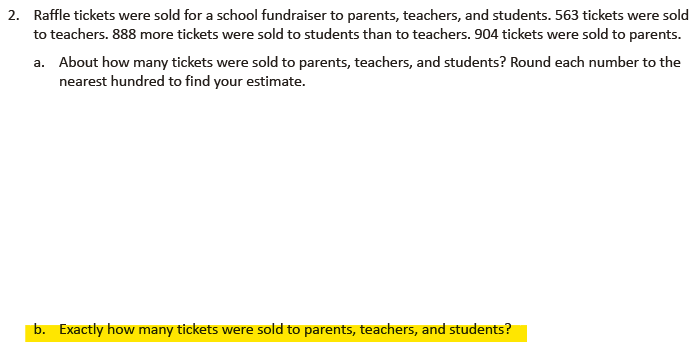 2. Raffle tickets were sold for a school fundraiser to parents, teachers, and students. 563 tickets were sold
to teachers. 888 more tickets were sold to students than to teachers. 904 tickets were sold to parents.
a. About how many tickets were sold to parents, teachers, and students? Round each number to the
nearest hundred to find your estimate.
b. Exactly how many tickets were sold to parents, teachers, and students?